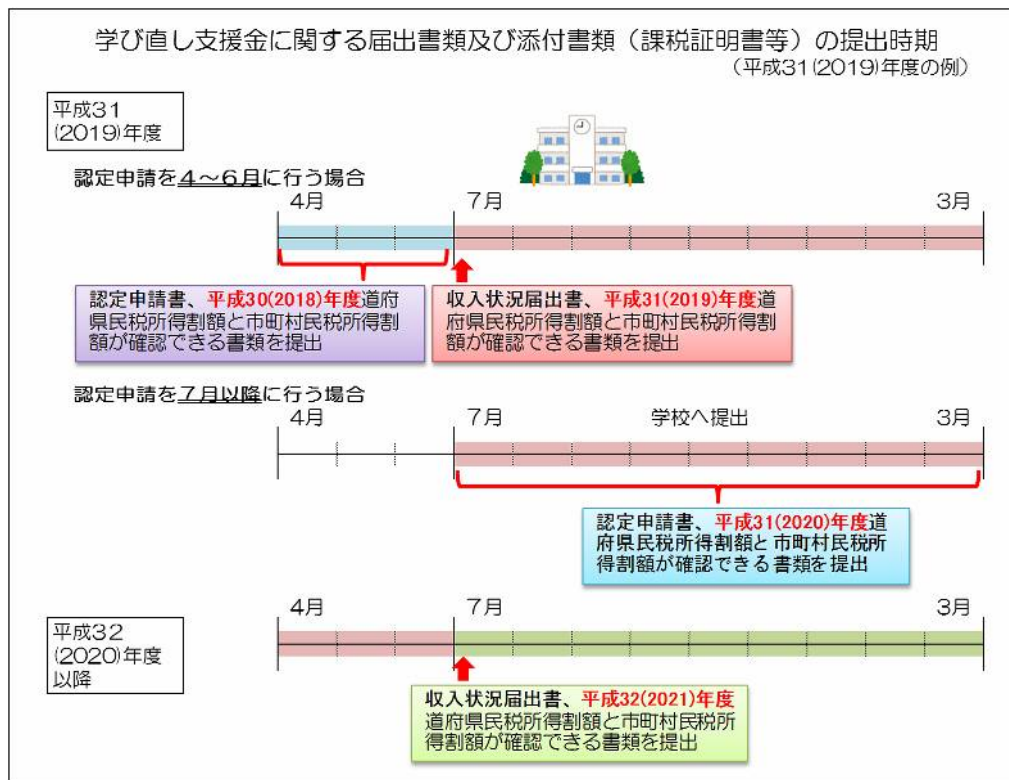 学び直し支援金に関する届出書類及び添付書類（課税証明書等）の提出時期
（平成31(2019)年度の例）
平成31
(2019)年度
認定申請を４～６月に行う場合
4月
7月
3月
認定申請書、平成30(2018)年度道府
県民税所得割額と市町村民税所得割
額が確認できる書類を提出
収入状況届出書、平成31(2019)年度道
府県民税所得割額と市町村民税所得割
額が確認できる書類を提出
認定申請を７月以降に行う場合
4月
7月
学校へ提出
3月
認定申請書、平成31(2020)年度道
府県民税所得割額と市町村民税所
得割額が確認できる書類を提出
平成32
(2020)年度
以降
4月
7月
3月
収入状況届出書、平成32(2021)年度
道府県民税所得割額と市町村民税所
得割額が確認できる書類を提出